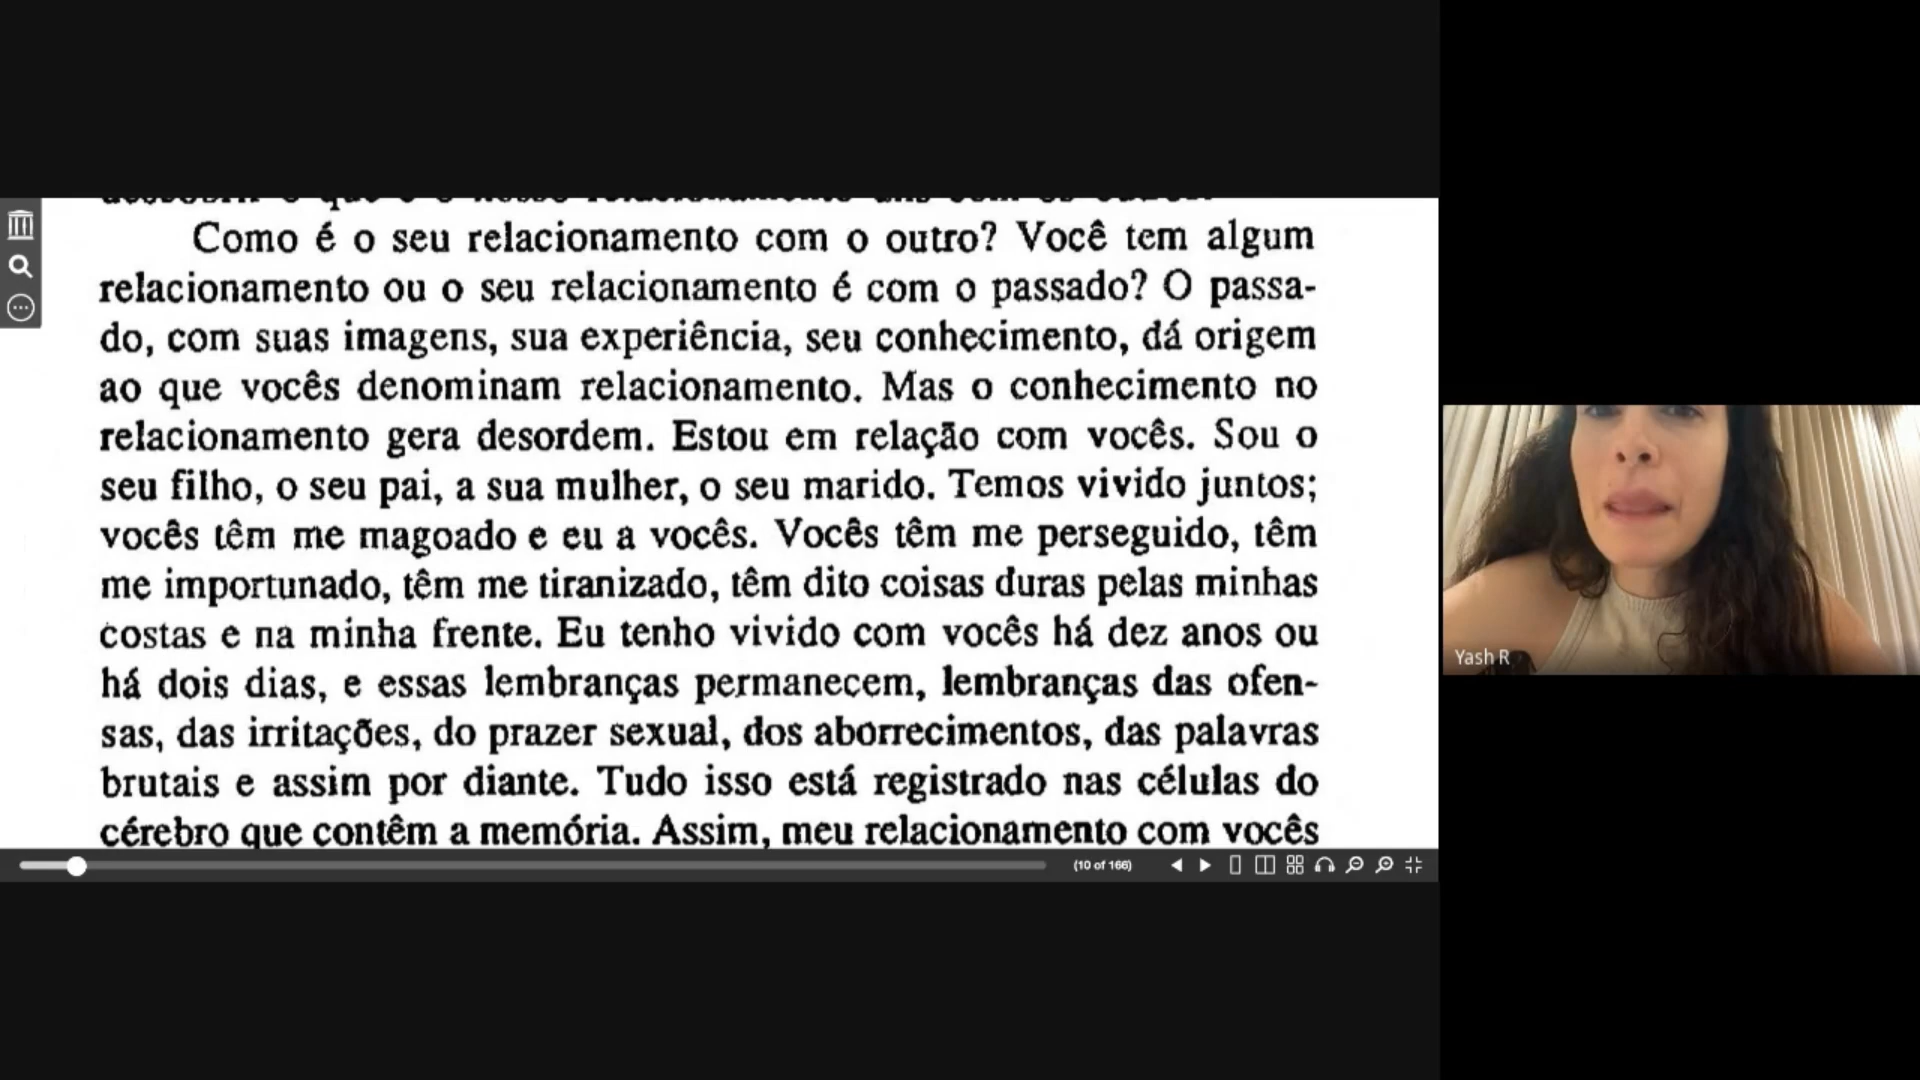 Como é o seu relacionamento com o outro? Você tem algum
relacionamento ou o seu relacionamento é com o passado? O passa-
do, com suas imagens, sua experiência, seu conhecimento, dá origem
ao que vocês denominam relacionamento. Mas o conhecimento no
relacionamento gera desordem. Estou em relação com vocês. Sou o
seu filho, o seu pai, a sua mulher, o seu marido. Temos vivido juntos;
vocês têm me magoado e eu a vocês. Vocês têm me perseguido, têm
me importunado, têm me tiranizado, têm dito coisas duras pelas minhas
costas e na minha frente. Eu tenho vivido com vocês há dez anos ou
há dois dias, e essas lembranças permanecem, lembranças das ofen-
sas, das irritações, do prazer sexual, dos aborrecimentos, das palavras
brutais e assim por diante. Tudo isso está registrado nas células do
cérebro que contêm a memória. Assim, meu relacionamento com vocês
(10 of 166)
Yash R